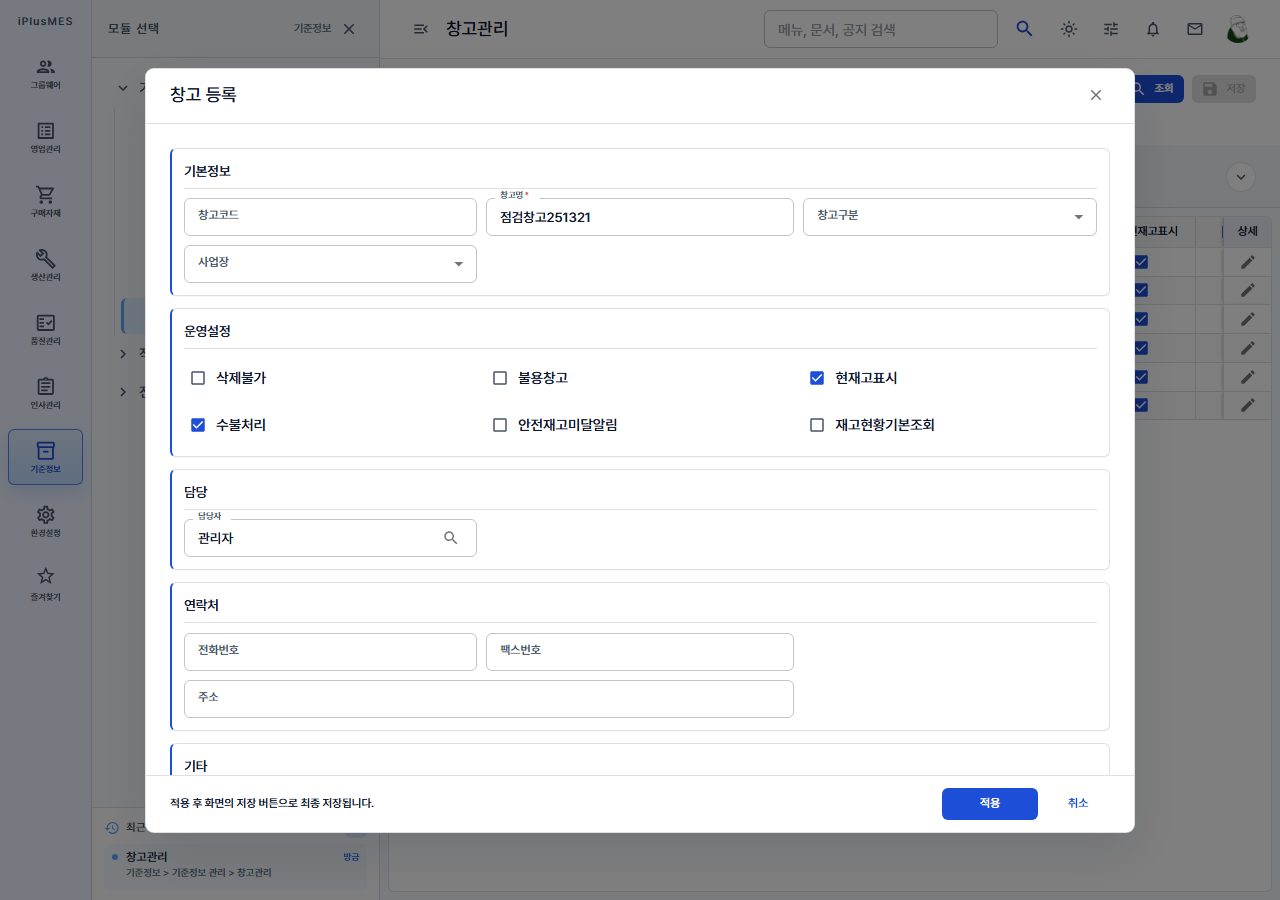 iPlusMES
모듈 선택
기준정보
창고관리
메뉴, 문서, 공지 검색
그룹웨어
영업관리
구매자재
생산관리
품질관리
인사관리
기준정보
환경설정
즐겨찾기
조회
저장
현재고표시
상세
창고 등록
기본정보
창고코드
창고명 *
점검창고251321
창고구분
사업장
운영설정
삭제불가
불용창고
현재고표시
수불처리
안전재고미달알림
재고현황기본조회
담당
담당자
관리자
연락처
전화번호
팩스번호
주소
기타
적용 후 화면의 저장 버튼으로 최종 저장됩니다.
적용
취소
최근
창고관리
방금
기준정보 > 기준정보 관리 > 창고관리